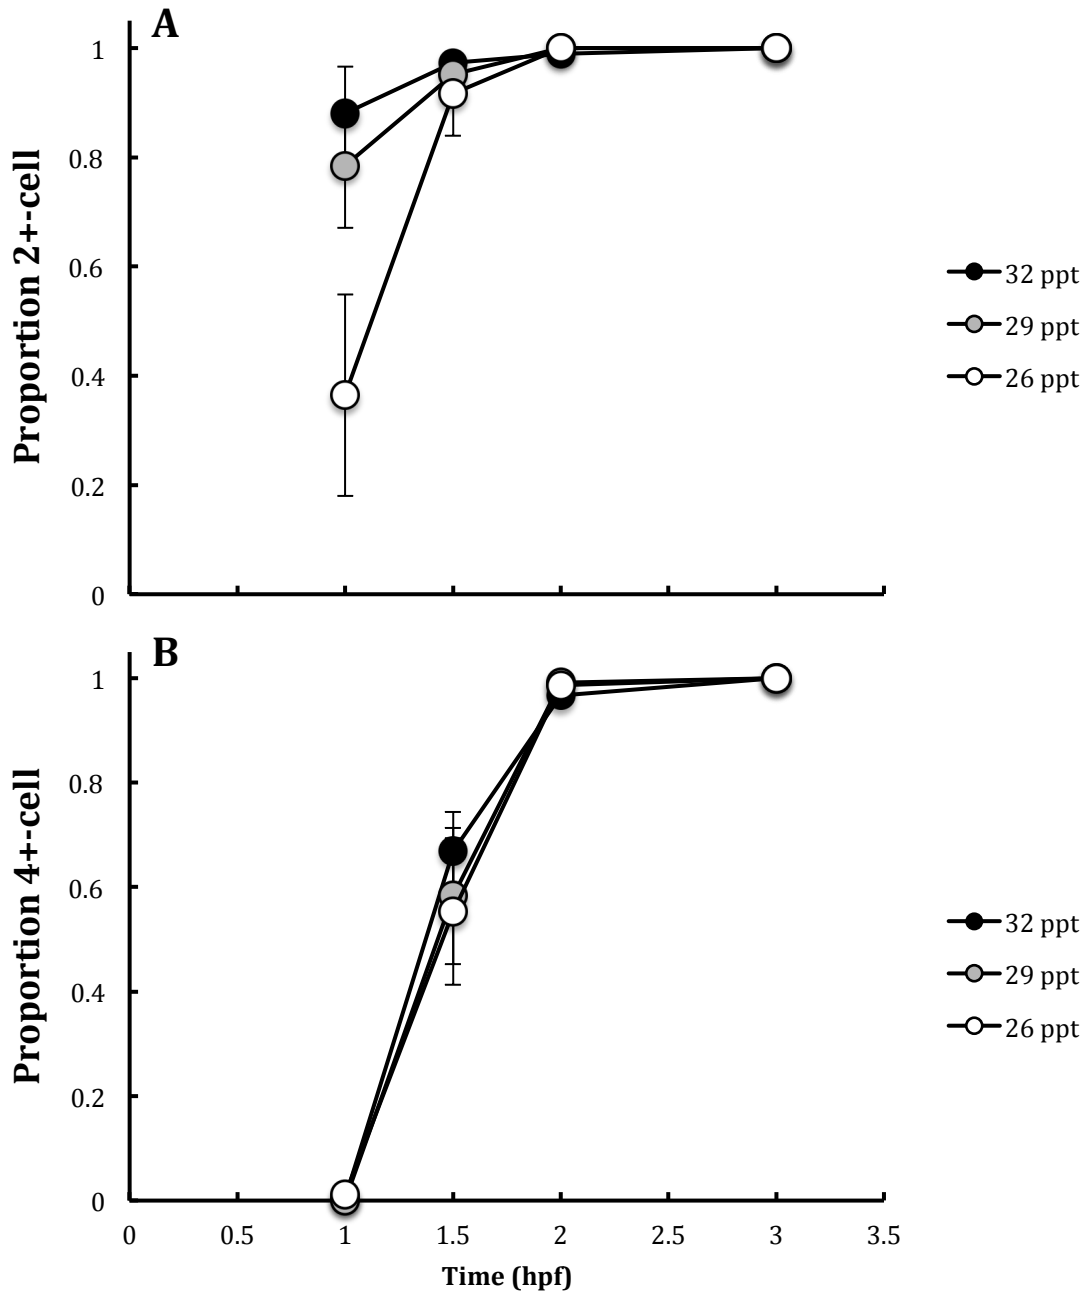 A
Proportion 2+-cell
1
0.8
0.6
0.4
0.2
0
32 ppt
29 ppt
26 ppt
B
Proportion 4+-cell
1
0.8
0.6
0.4
0.2
0
0 0.5 1 1.5 2 2.5 3 3.5
Time (hpf)
32 ppt
29 ppt
26 ppt